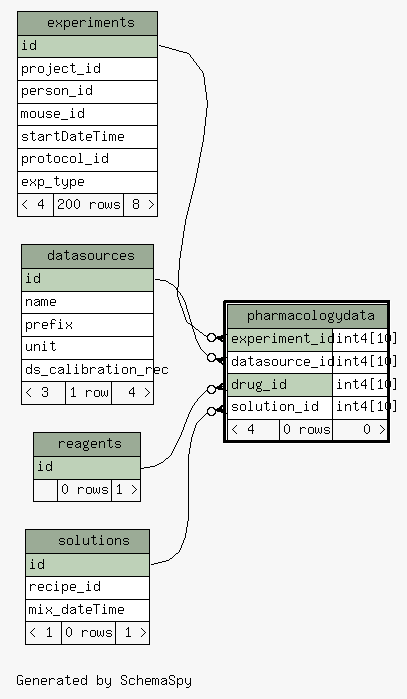 experiments
id
project_id
person_id
mouse_id
startDateTime
protocol_id
exp_type
< 4 200 rows 8 >
datasources
id
name
prefix
unit
ds_calibration_rec
< 3 1 row 4 >
pharmacologydata
experiment_id int4[10]
datasource_id int4[10]
drug_id int4[10]
solution_id int4[10]
< 4 0 rows 0 >
reagents
id
0 rows 1 >
solutions
id
recipe_id
mix_dateTime
< 1 0 rows 1 >
Generated by SchemaSpy